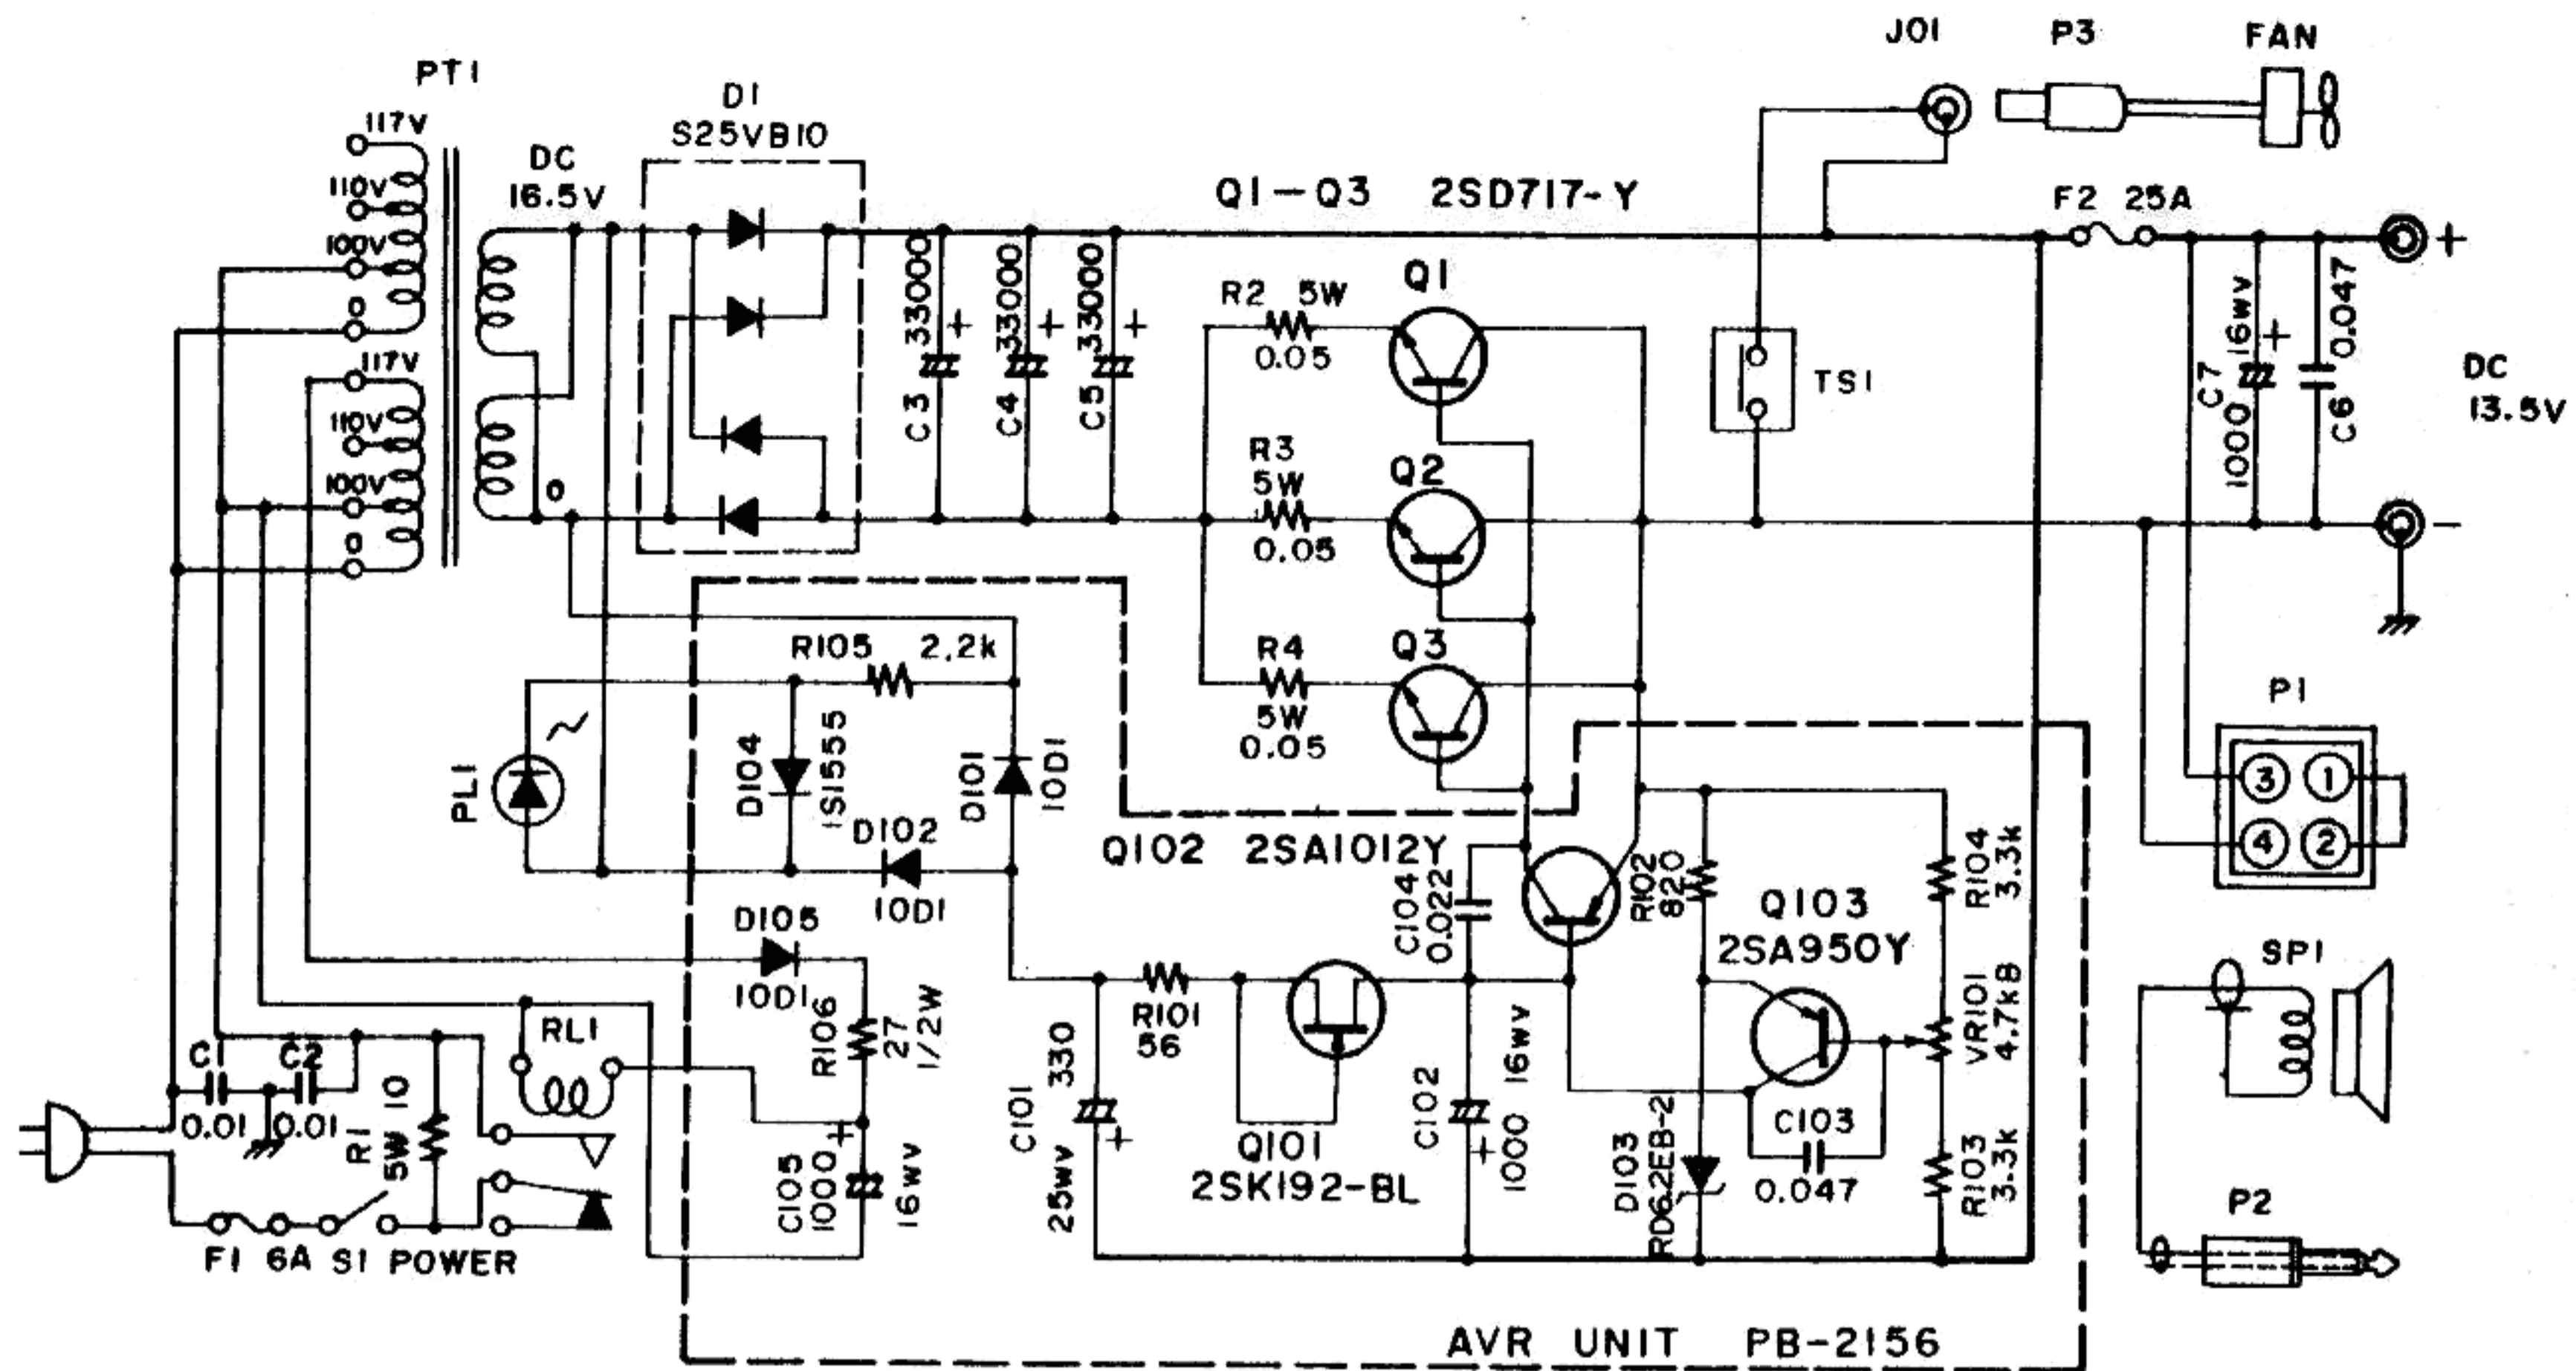 JO1
P3
FAN
PT1
D1
S25VB10
117V
110V
100V
0
DC
16.5V
0
117V
110V
100V
0
Q1-Q3 2SD717-Y
F2 25A
+
-
DC
13.5V
C3 33000
+
C4 33000
+
C5 33000
+
R2 5W
0.05
Q1
R3
5W
0.05
Q2
R4
5W
0.05
Q3
TS1
C7
1000 16wv
+
C6 0.047
P1
3
1
4
2
R105 2.2k
PL1
~
D104
1S1555
D101
10D1
D102
10D1
D105
10D1
R106
27
1/2W
RL1
C
0.01
C2
0.01
R1
5W 10
F1 6A S1 POWER
C105
1000
+
16wv
Q102 2SA1012Y
C104
0.022
R102
820
Q103
2SA950Y
R104
3.3k
VR101
4.7kB
R103
3.3k
R101
56
C101 330
25wv
+
Q101
2SK192-BL
C102
1000 16wv
+
D103
RD6.2EB-2
C103
0.047
SP1
P2
AVR UNIT PB-2156